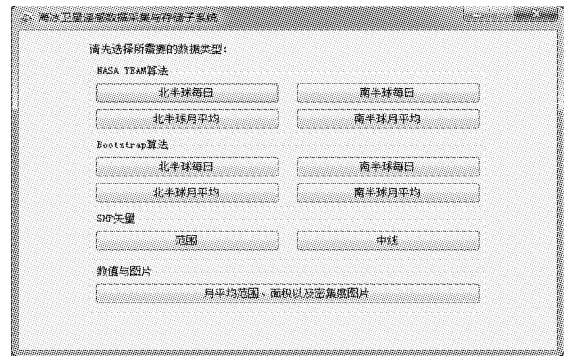 海冰卫星遥感数据采集与存储子系统
请先选择所需要的数据类型:
NASA TEAM算法
北半球每日 南半球每日
北半球月平均 南半球月平均
Bootstrap算法
北半球每日 南半球每日
北半球月平均 南半球月平均
SHP矢量
范围 中线
数值与图片
月平均范围、面积以及密集度图片